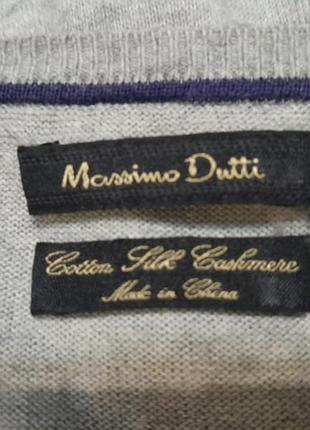 Massimo Dutti
Cotton Silk Cashmere
Made in China